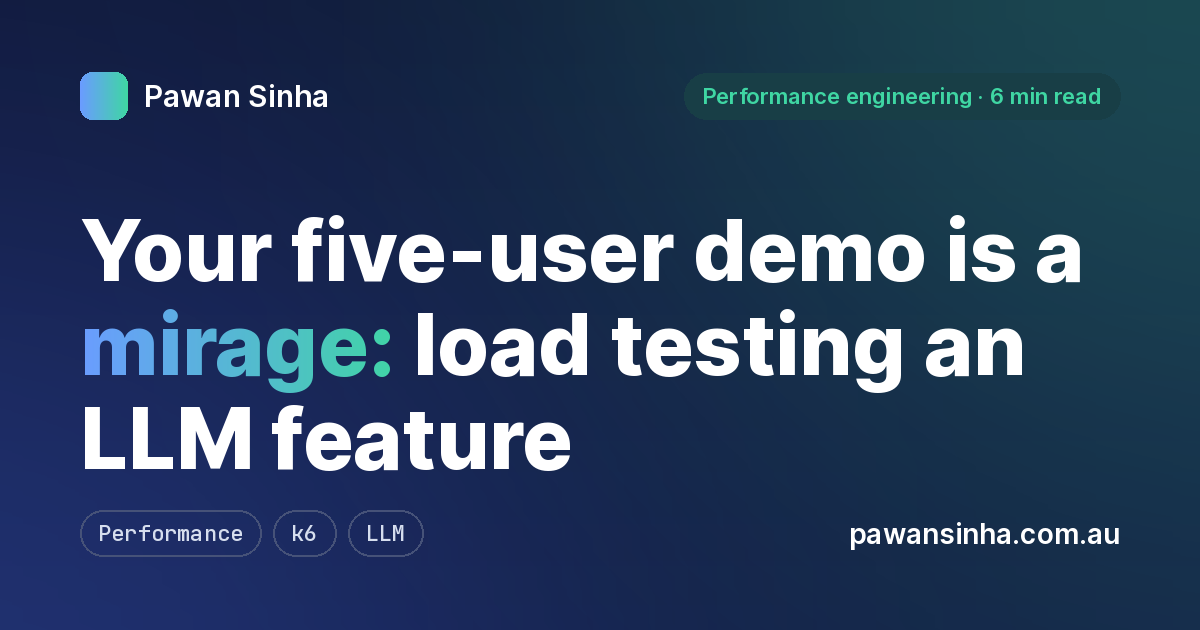 Pawan Sinha
Performance engineering · 6 min read
Your five-user demo is a
mirage: load testing an
LLM feature
Performance
k6
LLM
pawansinha.com.au